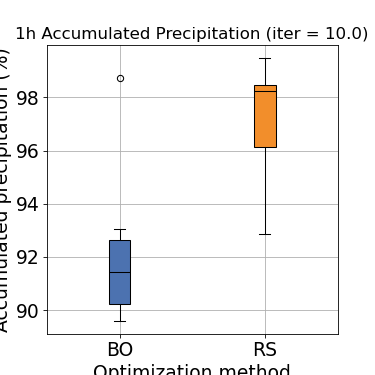 1h Accumulated Precipitation (iter = 10.0)
Accumulated precipitation (%)
98
96
94
92
90
BO RS
Optimization method